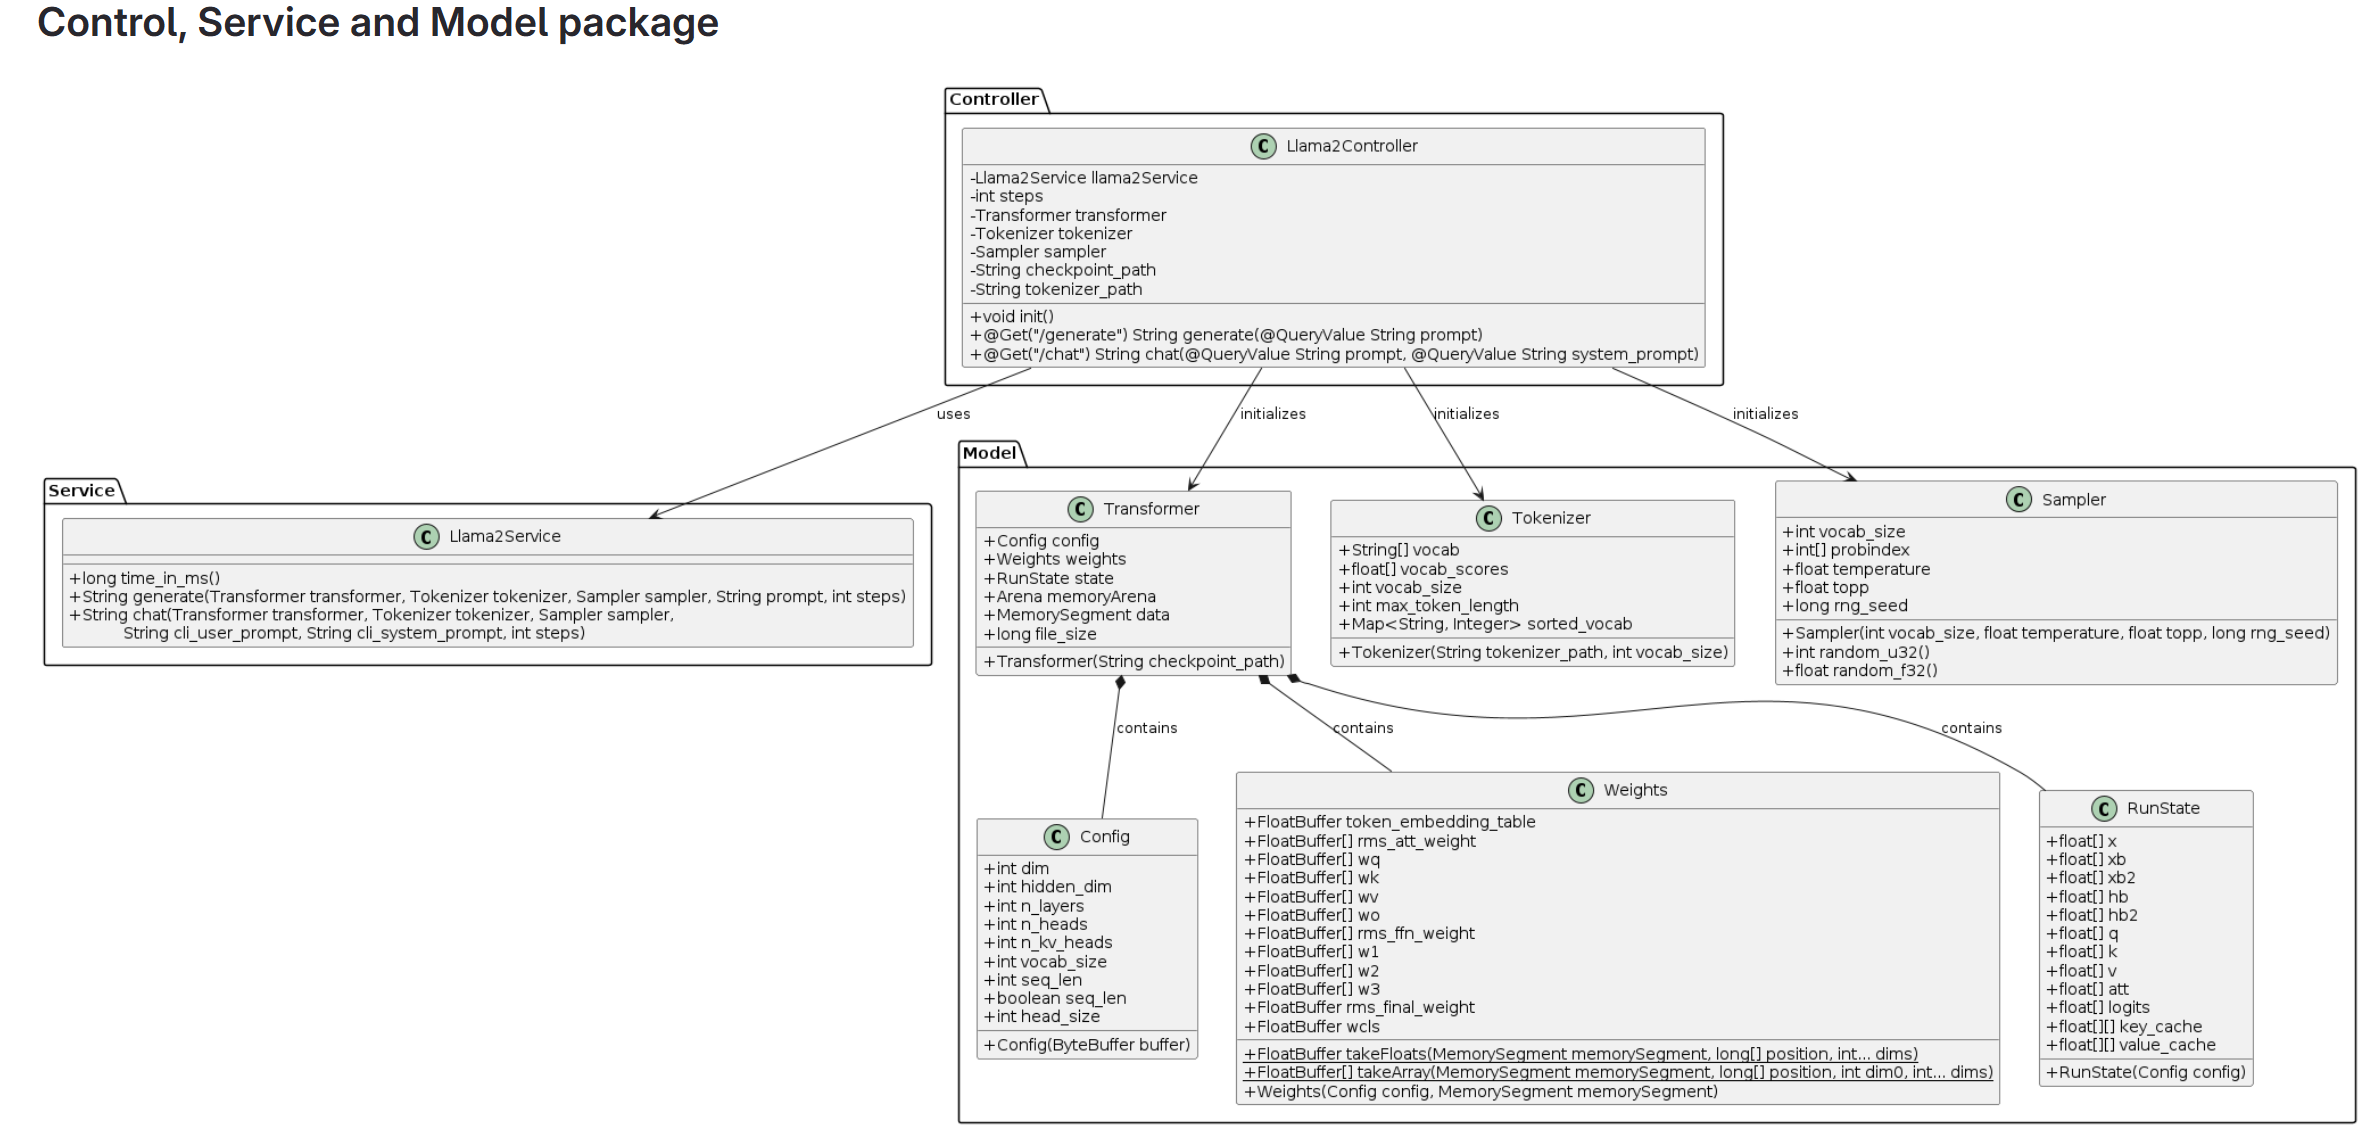 Control, Service and Model package
Controller
C Llama2Controller
-Llama2Service llama2Service
-int steps
-Transformer transformer
-Tokenizer tokenizer
-Sampler sampler
-String checkpoint_path
-String tokenizer_path
+void init()
+@Get("/generate") String generate(@QueryValue String prompt)
+@Get("/chat") String chat(@QueryValue String prompt, @QueryValue String system_prompt)
uses
initializes
initializes
initializes
Service
C Llama2Service
+long time_in_ms()
+String generate(Transformer transformer, Tokenizer tokenizer, Sampler sampler, String prompt, int steps)
+String chat(Transformer transformer, Tokenizer tokenizer, Sampler sampler,
String cli_user_prompt, String cli_system_prompt, int steps)
Model
C Transformer
+Config config
+Weights weights
+RunState state
+Arena memoryArena
+MemorySegment data
+long file_size
+Transformer(String checkpoint_path)
C Tokenizer
+String[] vocab
+float[] vocab_scores
+int vocab_size
+int max_token_length
+Map<String, Integer> sorted_vocab
+Tokenizer(String tokenizer_path, int vocab_size)
C Sampler
+int vocab_size
+int[] probindex
+float temperature
+float topp
+long rng_seed
+Sampler(int vocab_size, float temperature, float topp, long rng_seed)
+int random_u32()
+float random_f32()
contains
contains
contains
C Config
+int dim
+int hidden_dim
+int n_layers
+int n_heads
+int n_kv_heads
+int vocab_size
+int seq_len
+boolean seq_len
+int head_size
+Config(ByteBuffer buffer)
C Weights
+FloatBuffer token_embedding_table
+FloatBuffer[] rms_att_weight
+FloatBuffer[] wq
+FloatBuffer[] wk
+FloatBuffer[] wv
+FloatBuffer[] wo
+FloatBuffer[] rms_ffn_weight
+FloatBuffer[] w1
+FloatBuffer[] w2
+FloatBuffer[] w3
+FloatBuffer rms_final_weight
+FloatBuffer wcls
+FloatBuffer takeFloats(MemorySegment memorySegment, long[] position, int... dims)
+FloatBuffer[] takeArray(MemorySegment memorySegment, long[] position, int dim0, int... dims)
+Weights(Config config, MemorySegment memorySegment)
C RunState
+float[] x
+float[] xb
+float[] xb2
+float[] hb
+float[] hb2
+float[] q
+float[] k
+float[] v
+float[] att
+float[] logits
+float[][] key_cache
+float[][] value_cache
+RunState(Config config)